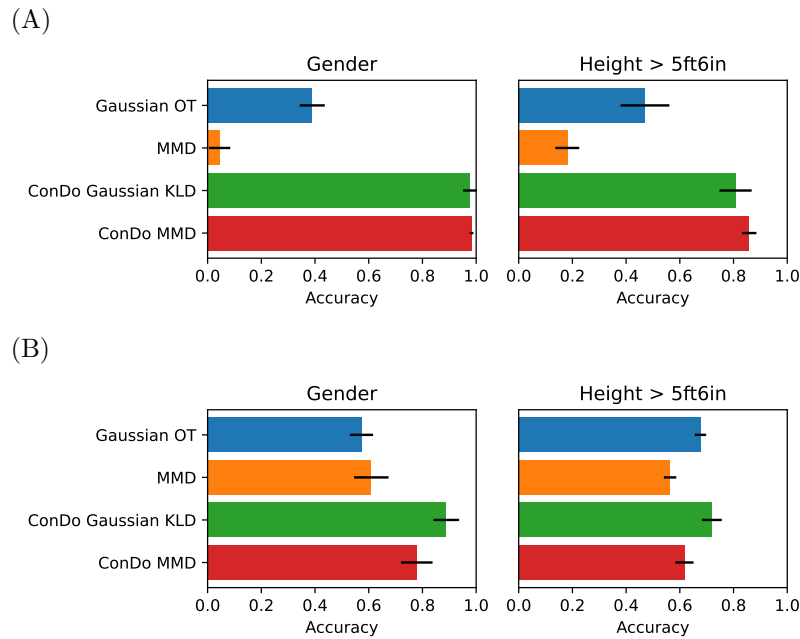 (A)
Gender
Height > 5ft6in
Gaussian OT
MMD
ConDo Gaussian KLD
ConDo MMD
0.0 0.2 0.4 0.6 0.8 1.0
0.0 0.2 0.4 0.6 0.8 1.0
Accuracy
Accuracy
(B)
Gender
Height > 5ft6in
Gaussian OT
MMD
ConDo Gaussian KLD
ConDo MMD
0.0 0.2 0.4 0.6 0.8 1.0
0.0 0.2 0.4 0.6 0.8 1.0
Accuracy
Accuracy